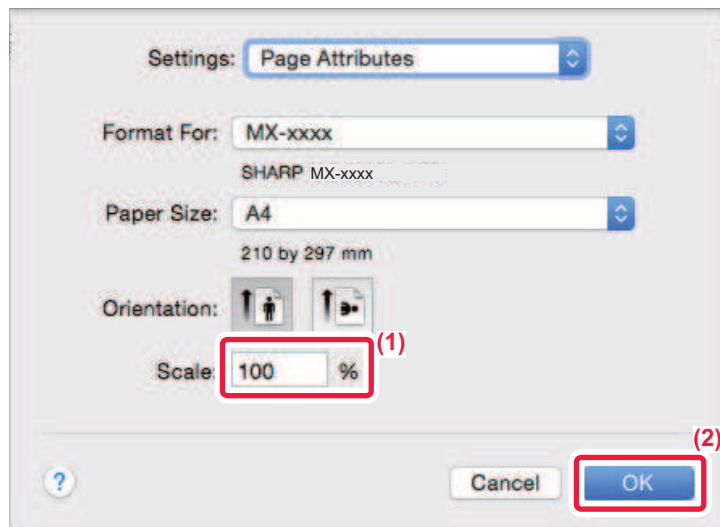 Settings: Page Attributes
Format For: MX-xxxx
SHARP MX-xxxx
Paper Size: A4
210 by 297 mm
Orientation:
(1)
Scale: 100 %
(2)
? Cancel OK